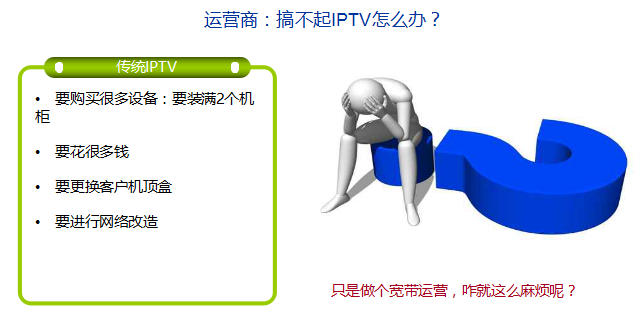 运营商：搞不起IPTV怎么办？
传统IPTV
• 要购买很多设备：要装满2个机
柜
• 要花很多钱
• 要更换客户机顶盒
• 要进行网络改造
只是做个宽带运营，咋就这么麻烦呢？